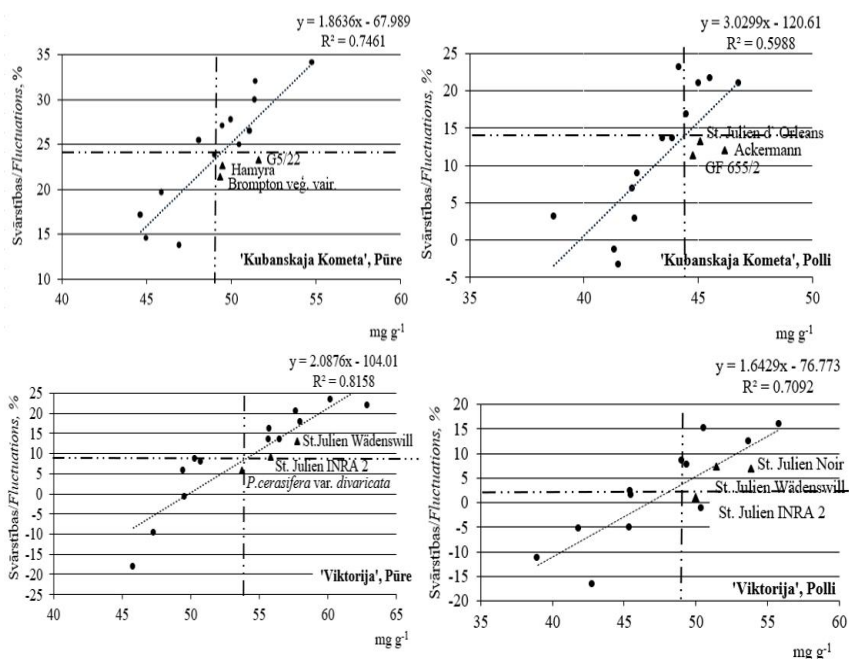 y = 1.8636x - 67.989
R² = 0.7461
Svārstības/Fluctuations, %
35
30
25
20
15
10
G5/22
Hamyra
Brompton veg. vair.
'Kubanskaja Kometa', Pūre
40 45 50 55 60
mg g-1
y = 3.0299x - 120.61
R² = 0.5988
Svārstības/Fluctuations, %
25
20
15
10
5
0
-5
St. Julien d` Orleans
Ackermann
GF 655/2
'Kubanskaja Kometa', Polli
35 40 45 50
mg g-1
y = 2.0876x - 104.01
R² = 0.8158
Svārstības/Fluctuations, %
25
20
15
10
5
0
-5
-10
-15
-20
-25
St.Julien Wädenswill
St. Julien INRA 2
P.cerasifera var. divaricata
'Viktorija', Pūre
40 45 50 55 60 65
mg g-1
y = 1.6429x - 76.773
R² = 0.7092
Svārstības/Fluctuations, %
20
15
10
5
0
-5
-10
-15
-20
St. Julien Noir
St. Julien Wädenswill
St. Julien INRA 2
'Viktorija', Polli
35 40 45 50 55 60
mg g-1